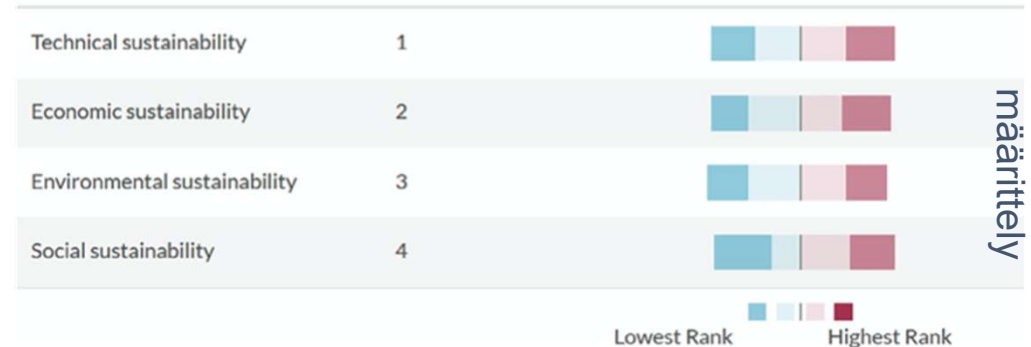 Technical sustainability 1
Economic sustainability 2
Environmental sustainability 3
Social sustainability 4
Lowest Rank Highest Rank
määrittely